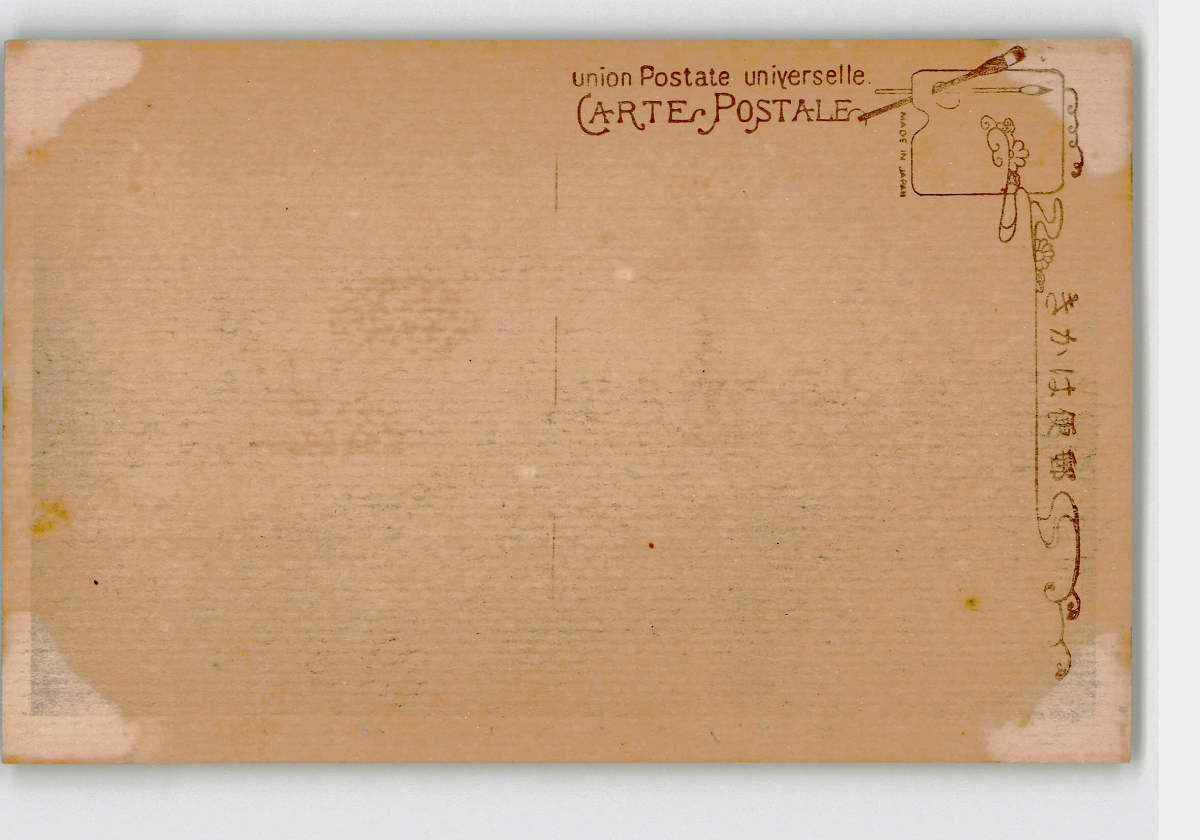 union Postate universelle.
CARTE POSTALE
MADE IN JAPAN
きかは便郵